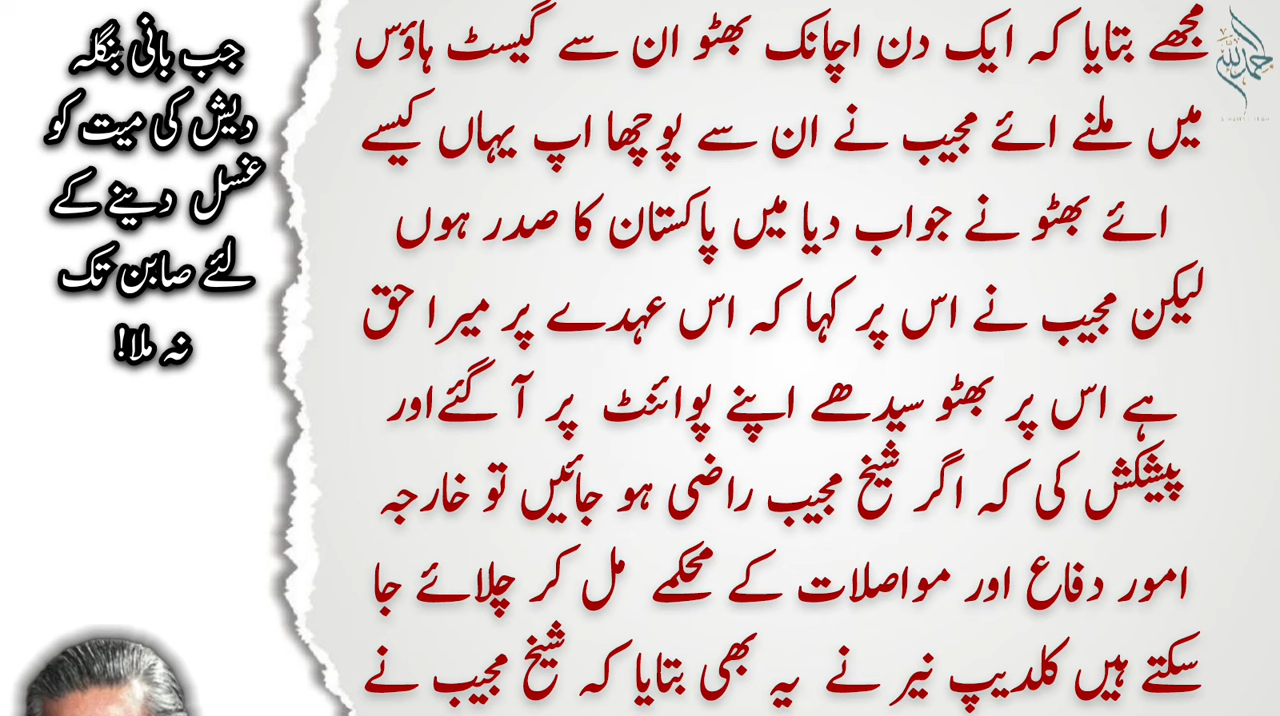 جب بانی بنگلہ
دیش کی میت کو
غسل دینے کے
لئے صابن تک
نہ ملا!
مجھے بتایا کہ ایک دن اچانک بھٹو ان سے گیسٹ ہاؤس
میں ملنے ائے مجیب نے ان سے پوچھا اپ یہاں کیسے
ائے بھٹو نے جواب دیا میں پاکستان کا صدر ہوں
لیکن مجیب نے اس پر کہا کہ اس عہدے پر میرا حق
ہے اس پر بھٹو سیدھے اپنے پوائنٹ پر آ گئے اور
پیشکش کی کہ اگر شیخ مجیب راضی ہو جائیں تو خارجہ
امور دفاع اور مواصلات کے محکمے مل کر چلائے جا
سکتے ہیں کلدیپ نیر نے یہ بھی بتایا کہ شیخ مجیب نے